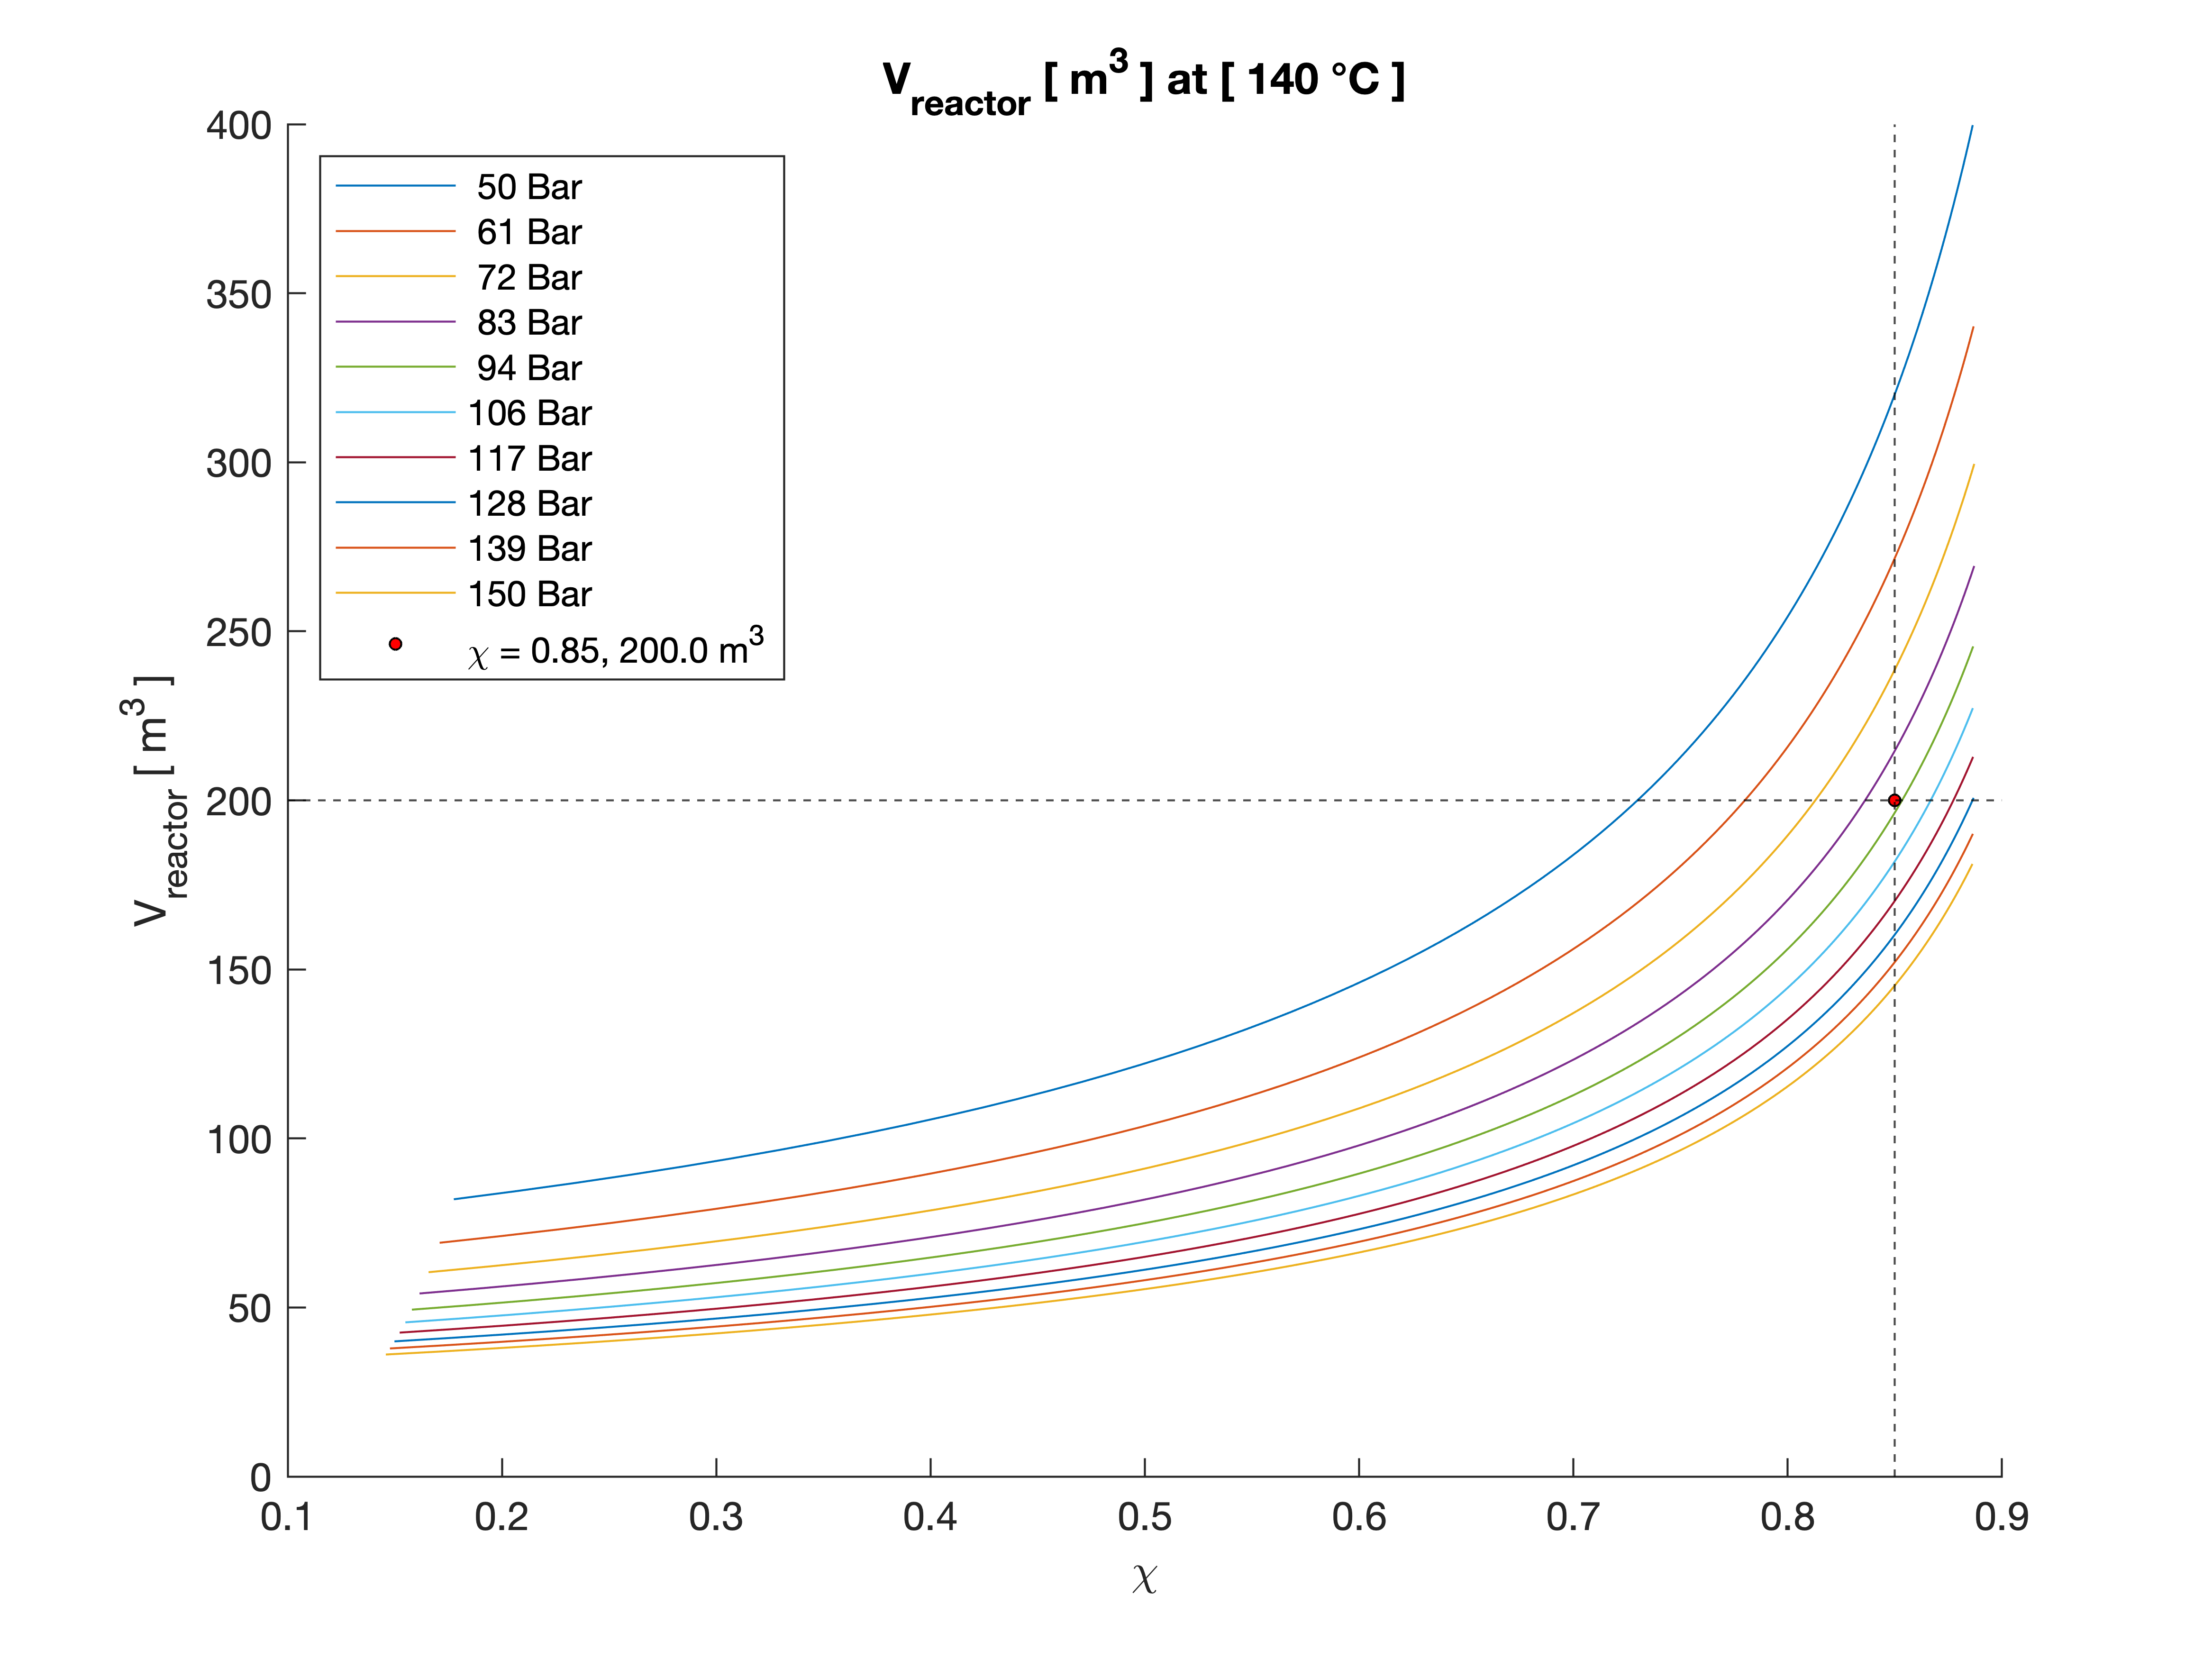 V_reactor [ m^3 ] at [ 140 °C ]
400
350
300
250
200
150
100
50
0
V_reactor [ m^3 ]
50 Bar
61 Bar
72 Bar
83 Bar
94 Bar
106 Bar
117 Bar
128 Bar
139 Bar
150 Bar
χ = 0.85, 200.0 m^3
0.1 0.2 0.3 0.4 0.5 0.6 0.7 0.8 0.9
χ